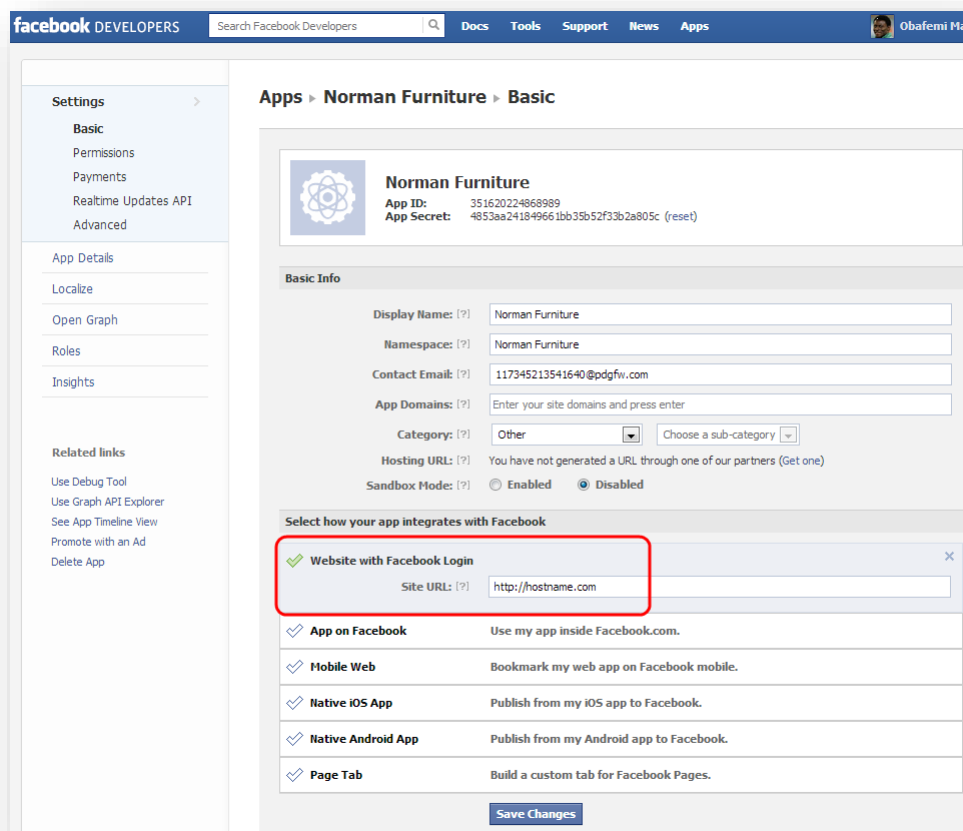 facebook DEVELOPERS Search Facebook Developers Docs Tools Support News Apps Obafemi Ma
Settings
Basic
Permissions
Payments
Realtime Updates API
Advanced
App Details
Localize
Open Graph
Roles
Insights
Related links
Use Debug Tool
Use Graph API Explorer
See App Timeline View
Promote with an Ad
Delete App
Apps ▸ Norman Furniture ▸ Basic
Norman Furniture
App ID: 351620224868989
App Secret: 4853aa241849661bb35b52f33b2a805c (reset)
Basic Info
Display Name: [?] Norman Furniture
Namespace: [?] Norman Furniture
Contact Email: [?] 117345213541640@pdgfw.com
App Domains: [?] Enter your site domains and press enter
Category: [?] Other Choose a sub-category
Hosting URL: [?] You have not generated a URL through one of our partners (Get one)
Sandbox Mode: [?] Enabled Disabled
Select how your app integrates with Facebook
Website with Facebook Login
Site URL: [?] http://hostname.com
App on Facebook Use my app inside Facebook.com.
Mobile Web Bookmark my web app on Facebook mobile.
Native iOS App Publish from my iOS app to Facebook.
Native Android App Publish from my Android app to Facebook.
Page Tab Build a custom tab for Facebook Pages.
Save Changes